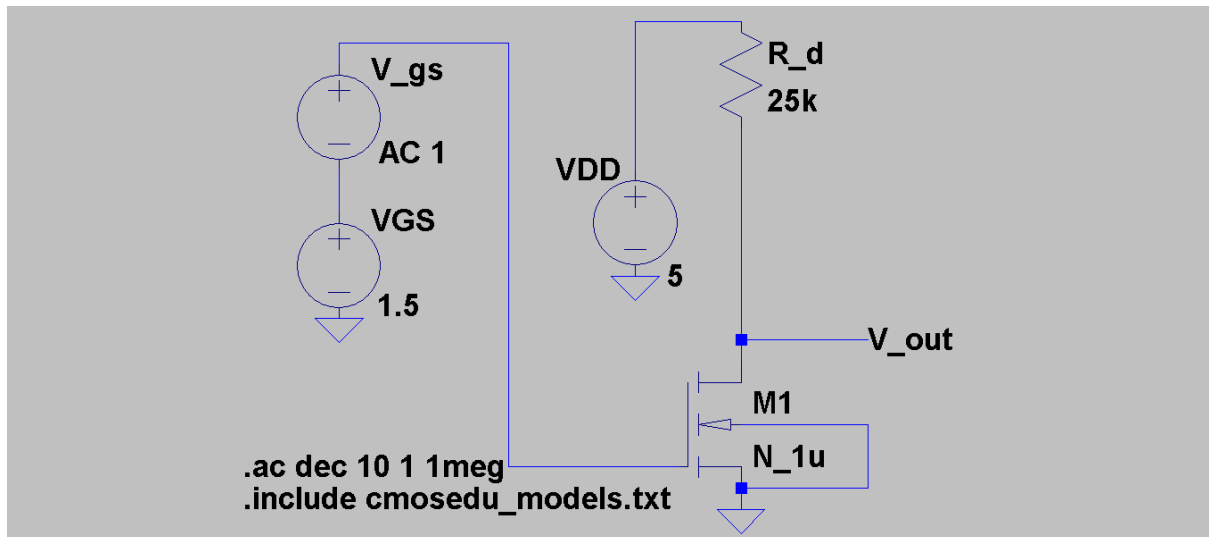 V_gs
AC 1
VGS
1.5
VDD
5
R_d
25k
V_out
M1
N_1u
.ac dec 10 1 1meg
.include cmosedu_models.txt